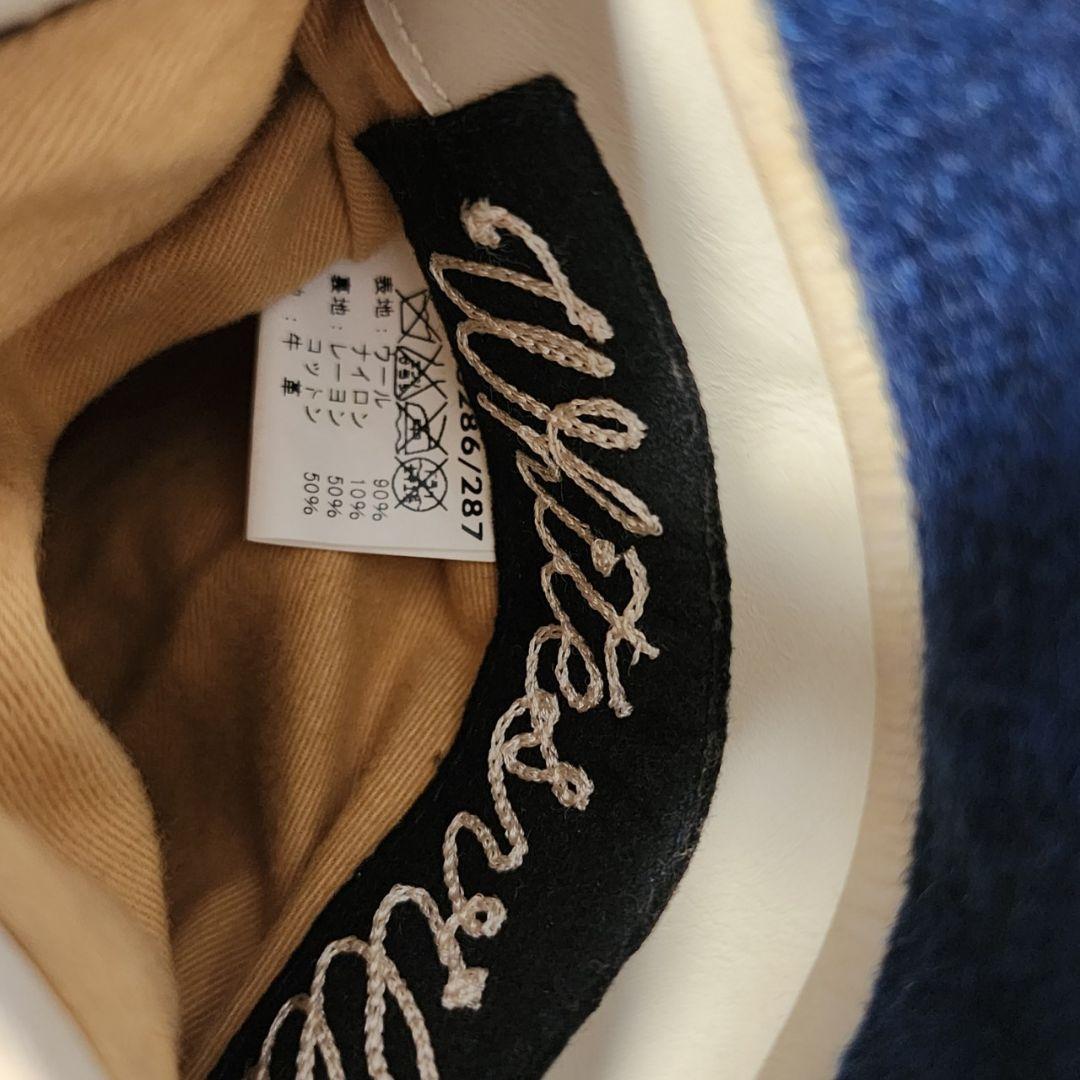 Whitesvill
286/287
表地：ウール 90%
ナイロン 10%
裏地：レーヨン 50%
コットン 50%
：牛革